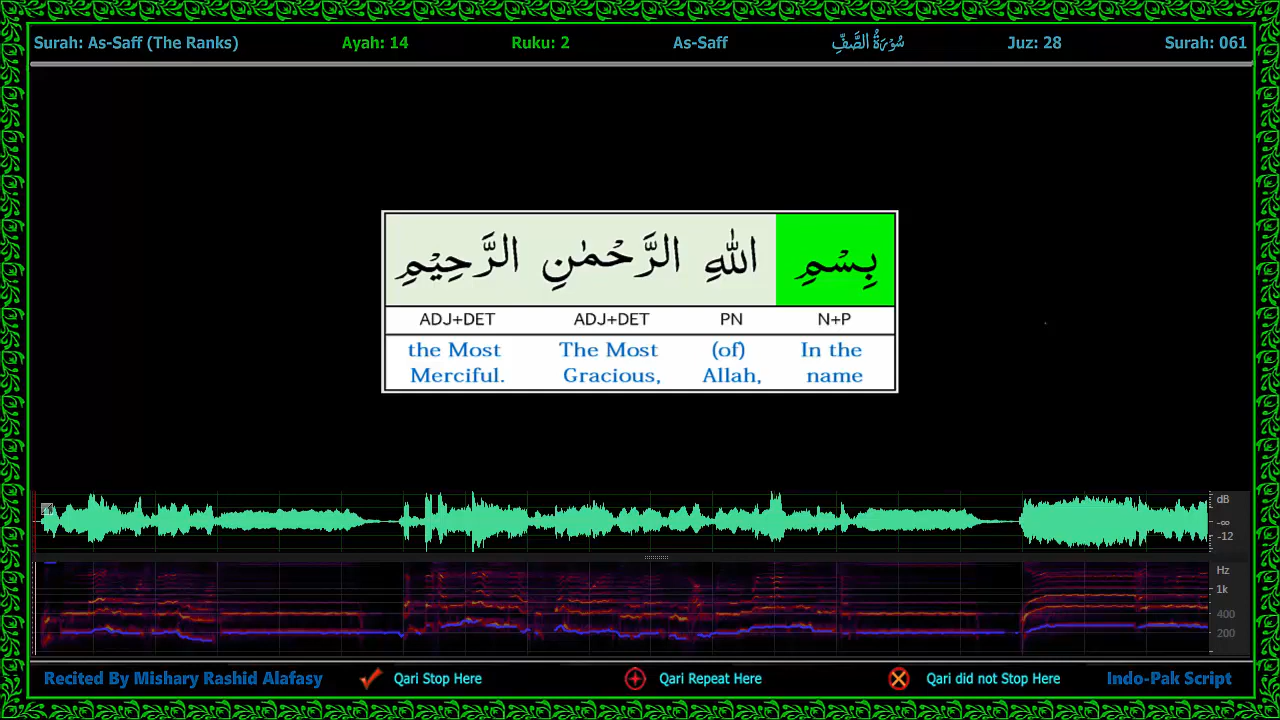 Surah: As-Saff (The Ranks) Ayah: 14 Ruku: 2 As-Saff سُوْرَةُ الصَّفِّ Juz: 28 Surah: 061
بِسْمِ اللّٰهِ الرَّحْمٰنِ الرَّحِيْمِ
ADJ+DET ADJ+DET PN N+P
the Most The Most (of) In the
Merciful. Gracious, Allah, name
dB
-∞
-12
Hz
1k
400
200
Recited By Mishary Rashid Alafasy Qari Stop Here Qari Repeat Here Qari did not Stop Here Indo-Pak Script